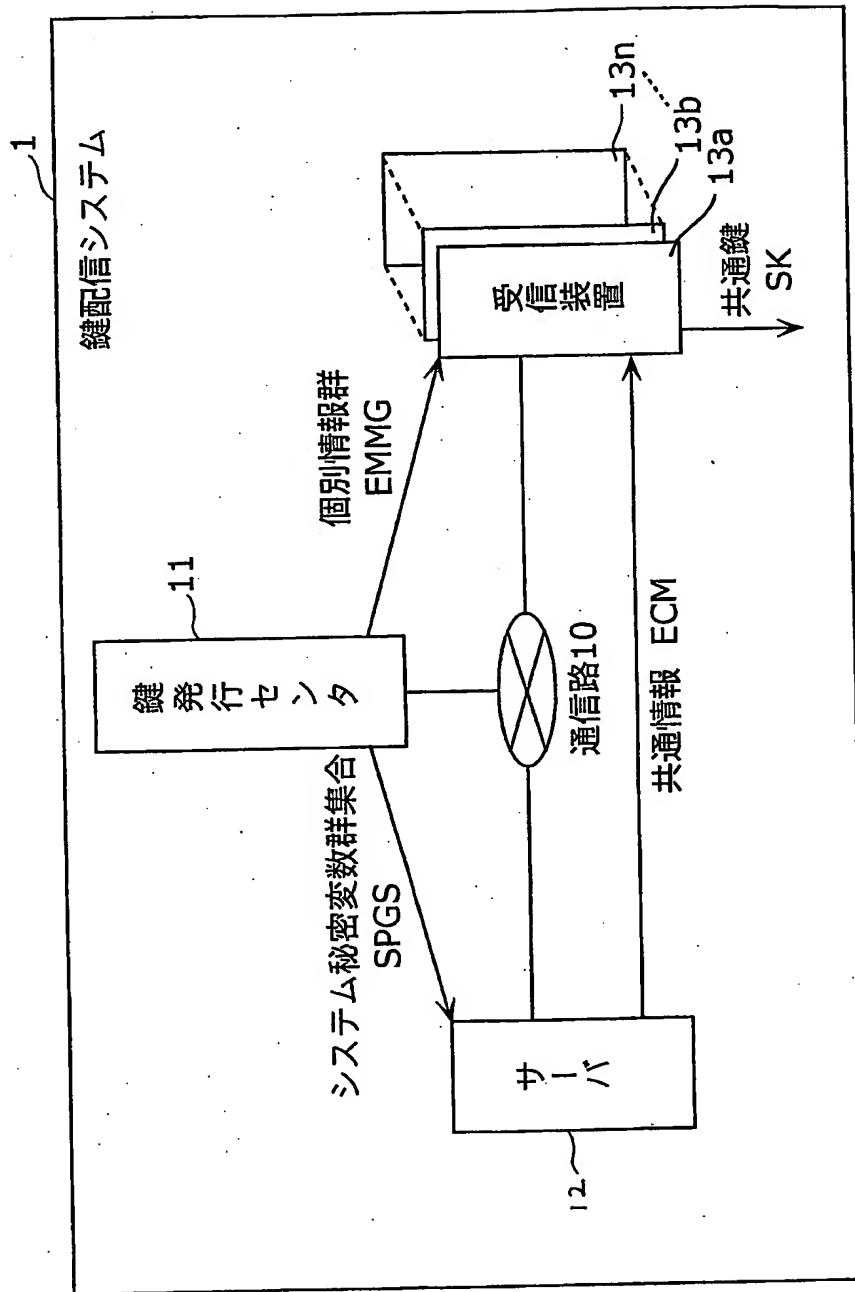 1
鍵配信システム
11
鍵発行センタ
システム秘密変数群集合
SPGS
個別情報群
EMMG
12
サーバ
通信路10
共通情報 ECM
受信装置
13n
13b
13a
共通鍵
SK